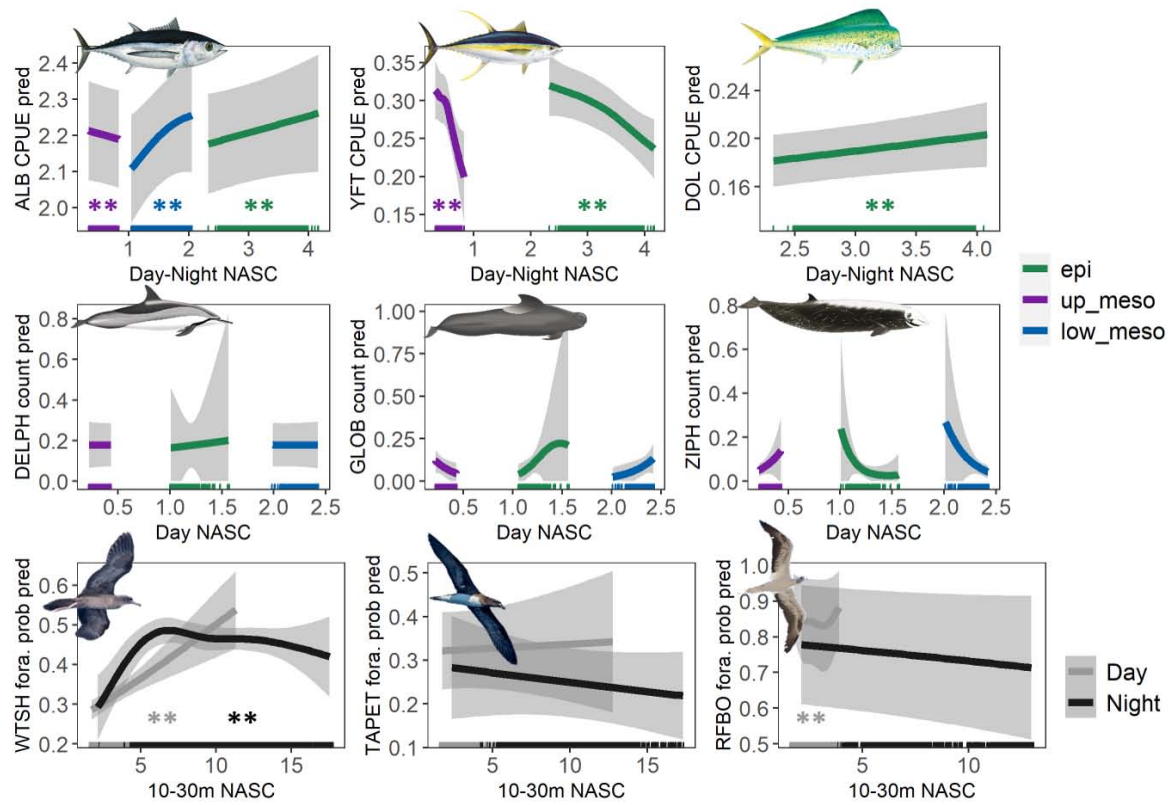 ALB CPUE pred
2.4
2.3
2.2
2.1
2.0
** ** **
1 2 3 4
Day-Night NASC
YFT CPUE pred
0.35
0.30
0.25
0.20
0.15
** **
1 2 3 4
Day-Night NASC
DOL CPUE pred
0.24
0.20
0.16
**
2.5 3.0 3.5 4.0
Day-Night NASC
epi
up_meso
low_meso
DELPH count pred
0.8
0.6
0.4
0.2
0.0
0.5 1.0 1.5 2.0 2.5
Day NASC
GLOB count pred
1.00
0.75
0.50
0.25
0.00
0.5 1.0 1.5 2.0 2.5
Day NASC
ZIPH count pred
0.8
0.6
0.4
0.2
0.0
0.5 1.0 1.5 2.0 2.5
Day NASC
WTSH fora. prob pred
0.6
0.5
0.4
0.3
0.2
** **
5 10 15
10-30m NASC
TAPET fora. prob pred
0.5
0.4
0.3
0.2
0.1
5 10 15
10-30m NASC
RFBO fora. prob pred
1.0
0.9
0.8
0.7
0.6
0.5
**
5 10
10-30m NASC
Day
Night